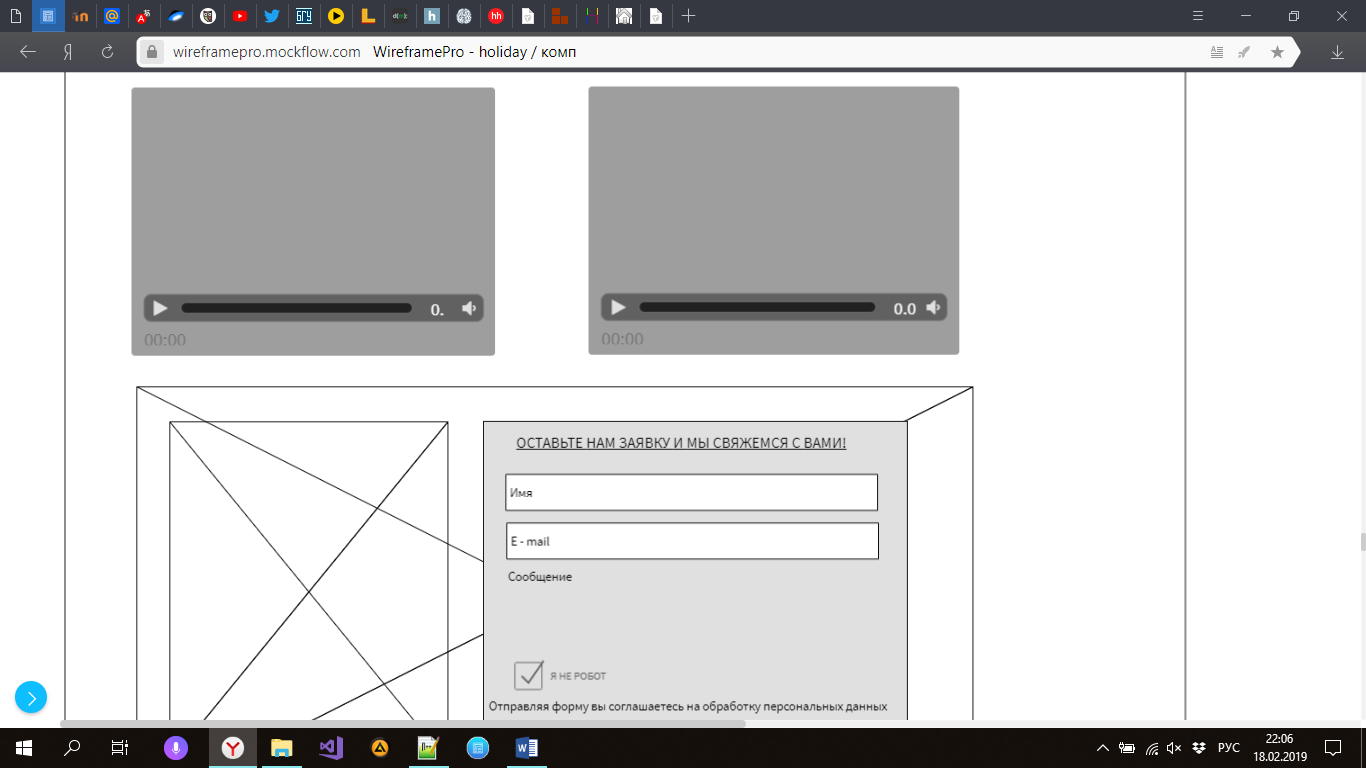 wireframepro.mockflow.com WireframePro - holiday / комп
0.
00:00
0.0
00:00
ОСТАВЬТЕ НАМ ЗАЯВКУ И МЫ СВЯЖЕМСЯ С ВАМИ!
Имя
E - mail
Сообщение
Я НЕ РОБОТ
Отправляя форму вы соглашаетесь на обработку персональных данных
РУС
22:06
18.02.2019